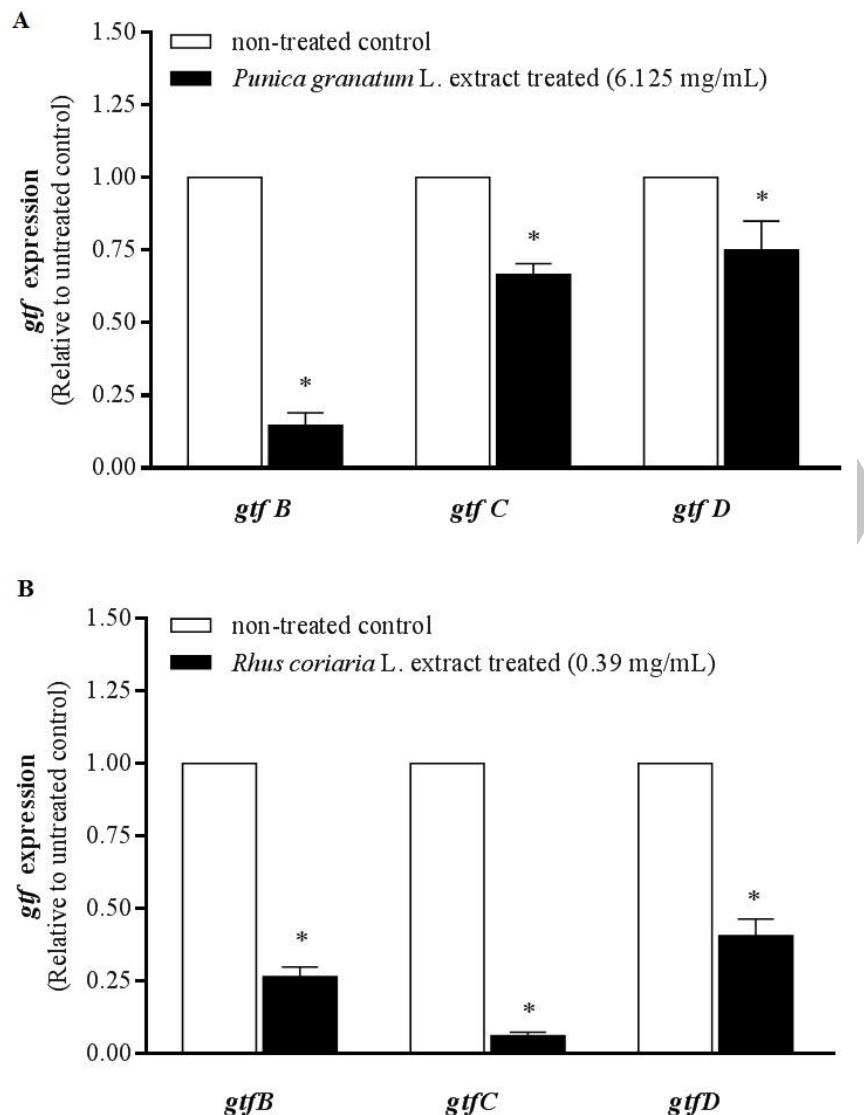 A
1.50
non-treated control
Punica granatum L. extract treated (6.125 mg/mL)
1.25
1.00
0.75
0.50
0.25
0.00
gtf expression
(Relative to untreated control)
*
*
*
gtf B gtf C gtf D
B
1.50
non-treated control
Rhus coriaria L. extract treated (0.39 mg/mL)
1.25
1.00
0.75
0.50
0.25
0.00
gtf expression
(Relative to untreated control)
*
*
*
gtfB gtfC gtfD